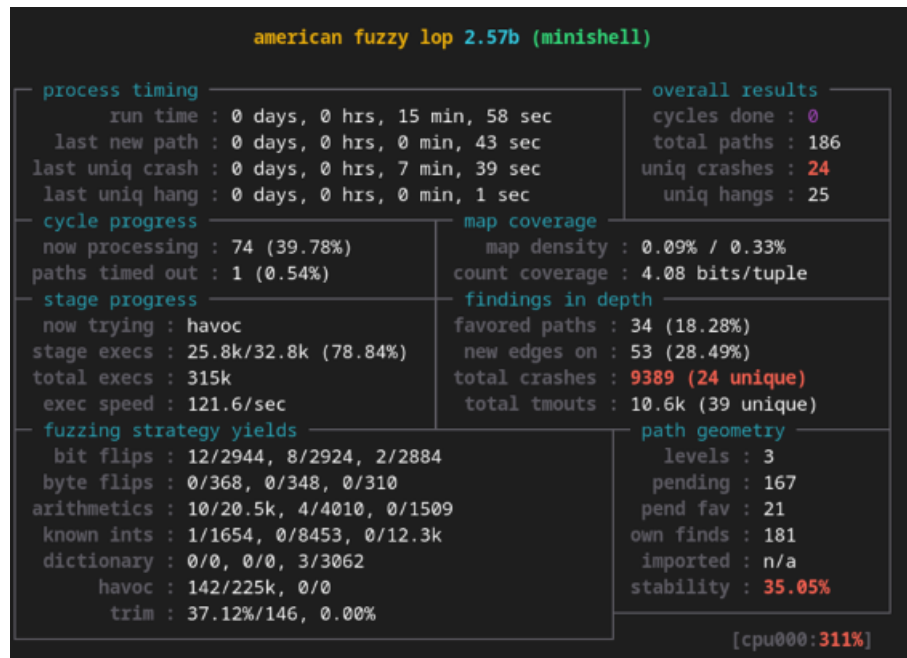 american fuzzy lop 2.57b (minishell)
process timing overall results
run time : 0 days, 0 hrs, 15 min, 58 sec cycles done : 0
last new path : 0 days, 0 hrs, 0 min, 43 sec total paths : 186
last uniq crash : 0 days, 0 hrs, 7 min, 39 sec uniq crashes : 24
last uniq hang : 0 days, 0 hrs, 0 min, 1 sec uniq hangs : 25
cycle progress map coverage
now processing : 74 (39.78%) map density : 0.09% / 0.33%
paths timed out : 1 (0.54%) count coverage : 4.08 bits/tuple
stage progress findings in depth
now trying : havoc favored paths : 34 (18.28%)
stage execs : 25.8k/32.8k (78.84%) new edges on : 53 (28.49%)
total execs : 315k total crashes : 9389 (24 unique)
exec speed : 121.6/sec total tmouts : 10.6k (39 unique)
fuzzing strategy yields path geometry
bit flips : 12/2944, 8/2924, 2/2884 levels : 3
byte flips : 0/368, 0/348, 0/310 pending : 167
arithmetics : 10/20.5k, 4/4010, 0/1509 pend fav : 21
known ints : 1/1654, 0/8453, 0/12.3k own finds : 181
dictionary : 0/0, 0/0, 3/3062 imported : n/a
havoc : 142/225k, 0/0 stability : 35.05%
trim : 37.12%/146, 0.00%
[cpu000:311%]